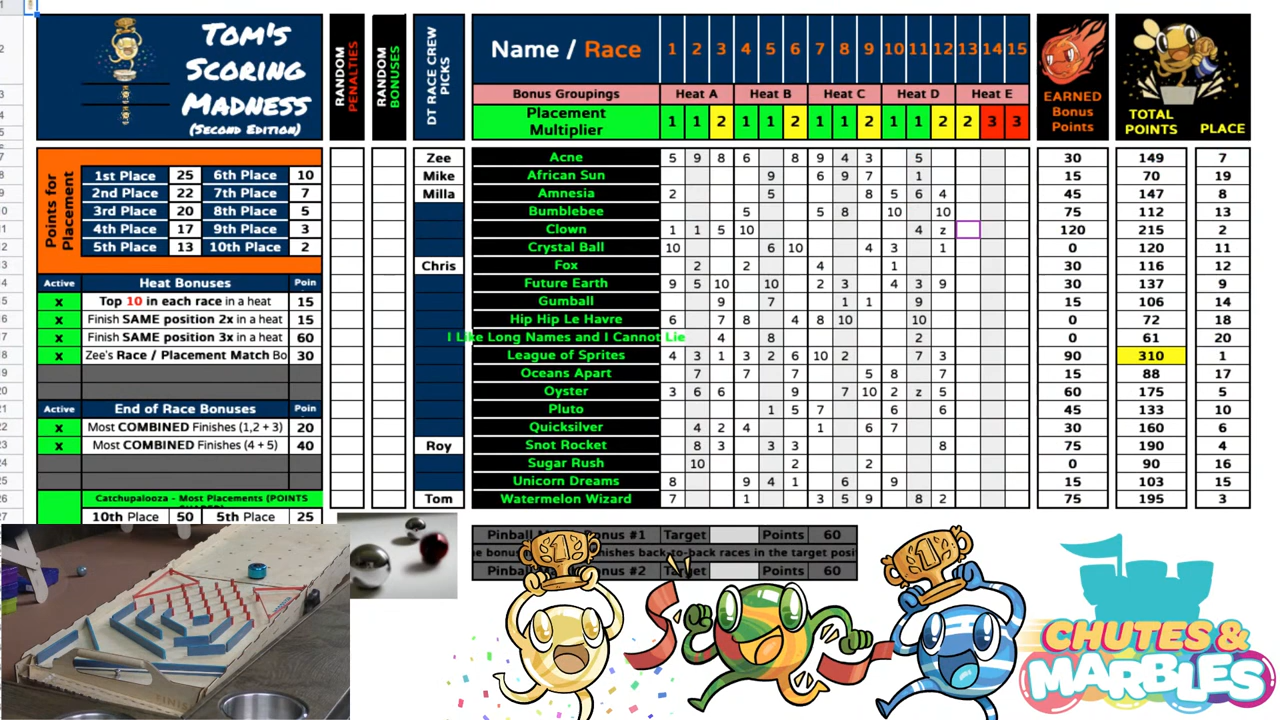 TOM'S
SCORING
MADNESS
(SECOND EDITION)
RANDOM PENALTIES
RANDOM BONUSES
DT RACE CREW PICKS
Name / Race 1 2 3 4 5 6 7 8 9 10 11 12 13 14 15
Bonus Groupings Heat A Heat B Heat C Heat D Heat E
Placement Multiplier 1 1 2 1 1 2 1 1 2 1 1 2 2 3 3
EARNED
Bonus
Points
TOTAL
POINTS
PLACE
Points for Placement
1st Place 25 6th Place 10
2nd Place 22 7th Place 7
3rd Place 20 8th Place 5
4th Place 17 9th Place 3
5th Place 13 10th Place 2
Active Heat Bonuses Poin
x Top 10 in each race in a heat 15
x Finish SAME position 2x in a heat 15
x Finish SAME position 3x in a heat 60
x Zee's Race / Placement Match Bo 30
Active End of Race Bonuses Poin
x Most COMBINED Finishes (1,2 + 3) 20
x Most COMBINED Finishes (4 + 5) 40
Catchupalooza - Most Placements (POINTS
10th Place 50 5th Place 25
Zee Acne 5 9 8 6 8 9 4 3 5 30 149 7
Mike African Sun 9 6 9 7 1 15 70 19
Milla Amnesia 2 5 8 5 6 4 45 147 8
Bumblebee 5 5 8 10 10 75 112 13
Clown 1 1 5 10 4 z 120 215 2
Crystal Ball 10 6 10 4 3 1 0 120 11
Chris Fox 2 2 4 1 30 116 12
Future Earth 9 5 10 10 2 3 4 3 9 30 137 9
Gumball 9 7 1 1 9 15 106 14
Hip Hip Le Havre 6 7 8 4 8 10 10 0 72 18
I Like Long Names and I Cannot Lie 4 8 2 0 61 20
League of Sprites 4 3 1 3 2 6 10 2 7 3 90 310 1
Oceans Apart 7 7 7 5 8 7 15 88 17
Oyster 3 6 6 9 7 10 2 z 5 60 175 5
Pluto 1 5 7 6 6 45 133 10
Quicksilver 4 2 4 1 6 7 30 160 6
Roy Snot Rocket 8 3 3 3 8 75 190 4
Sugar Rush 10 2 2 0 90 16
Unicorn Dreams 8 9 4 1 6 9 15 103 15
Tom Watermelon Wizard 7 1 3 5 9 8 2 75 195 3
Pinball onus #1 Target Points 60
e bonu nishes back-to-back races in the target posi
Pinball onus #2 Target Points 60
1
1
CHUTES &
MARBLES